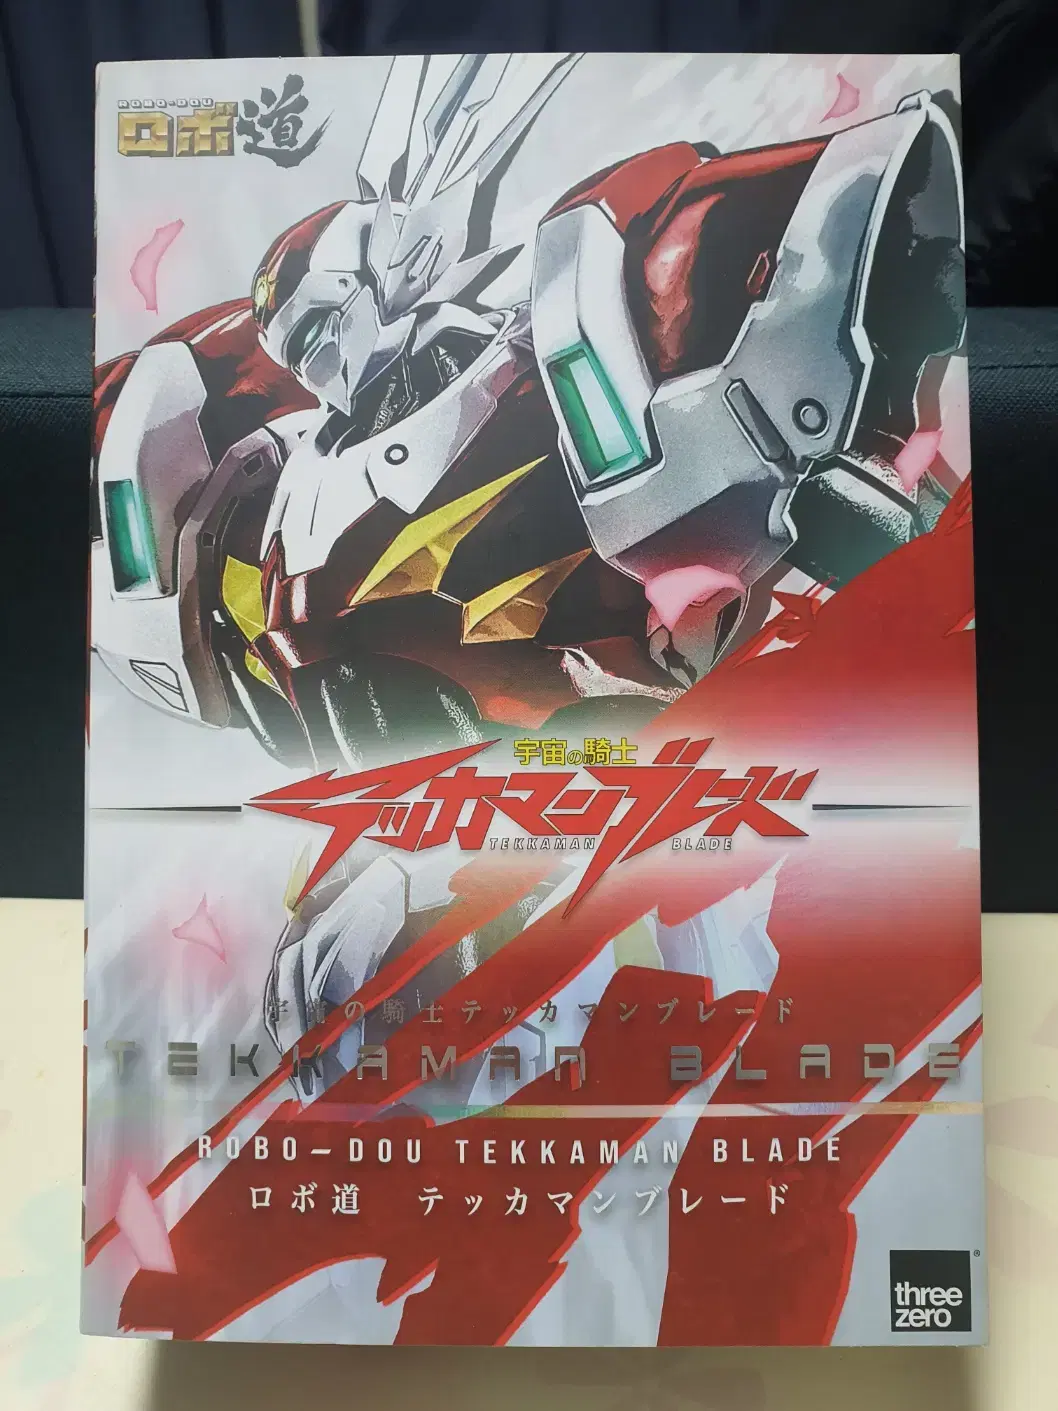 ROBO-DOU
ロボ道
宇宙の騎士
テッカマンブレード
TEKKAMAN BLADE
宇宙の騎士テッカマンブレード
TEKKAMAN BLADE
ROBO-DOU TEKKAMAN BLADE
ロボ道 テッカマンブレード
three
zero
®